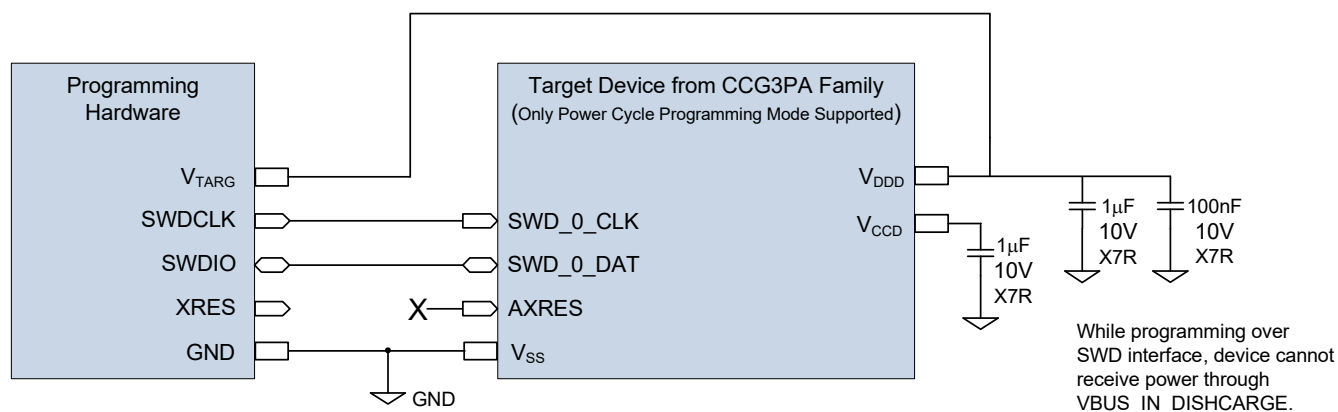 Programming
Hardware
VTARG
SWDCLK
SWDIO
XRES
GND
GND
Target Device from CCG3PA Family
(Only Power Cycle Programming Mode Supported)
SWD_0_CLK
SWD_0_DAT
X
AXRES
VSS
VDDD
VCCD
1µF
10V
X7R
1µF
10V
X7R
100nF
10V
X7R
While programming over
SWD interface, device cannot
receive power through
VBUS_IN_DISHCARGE.